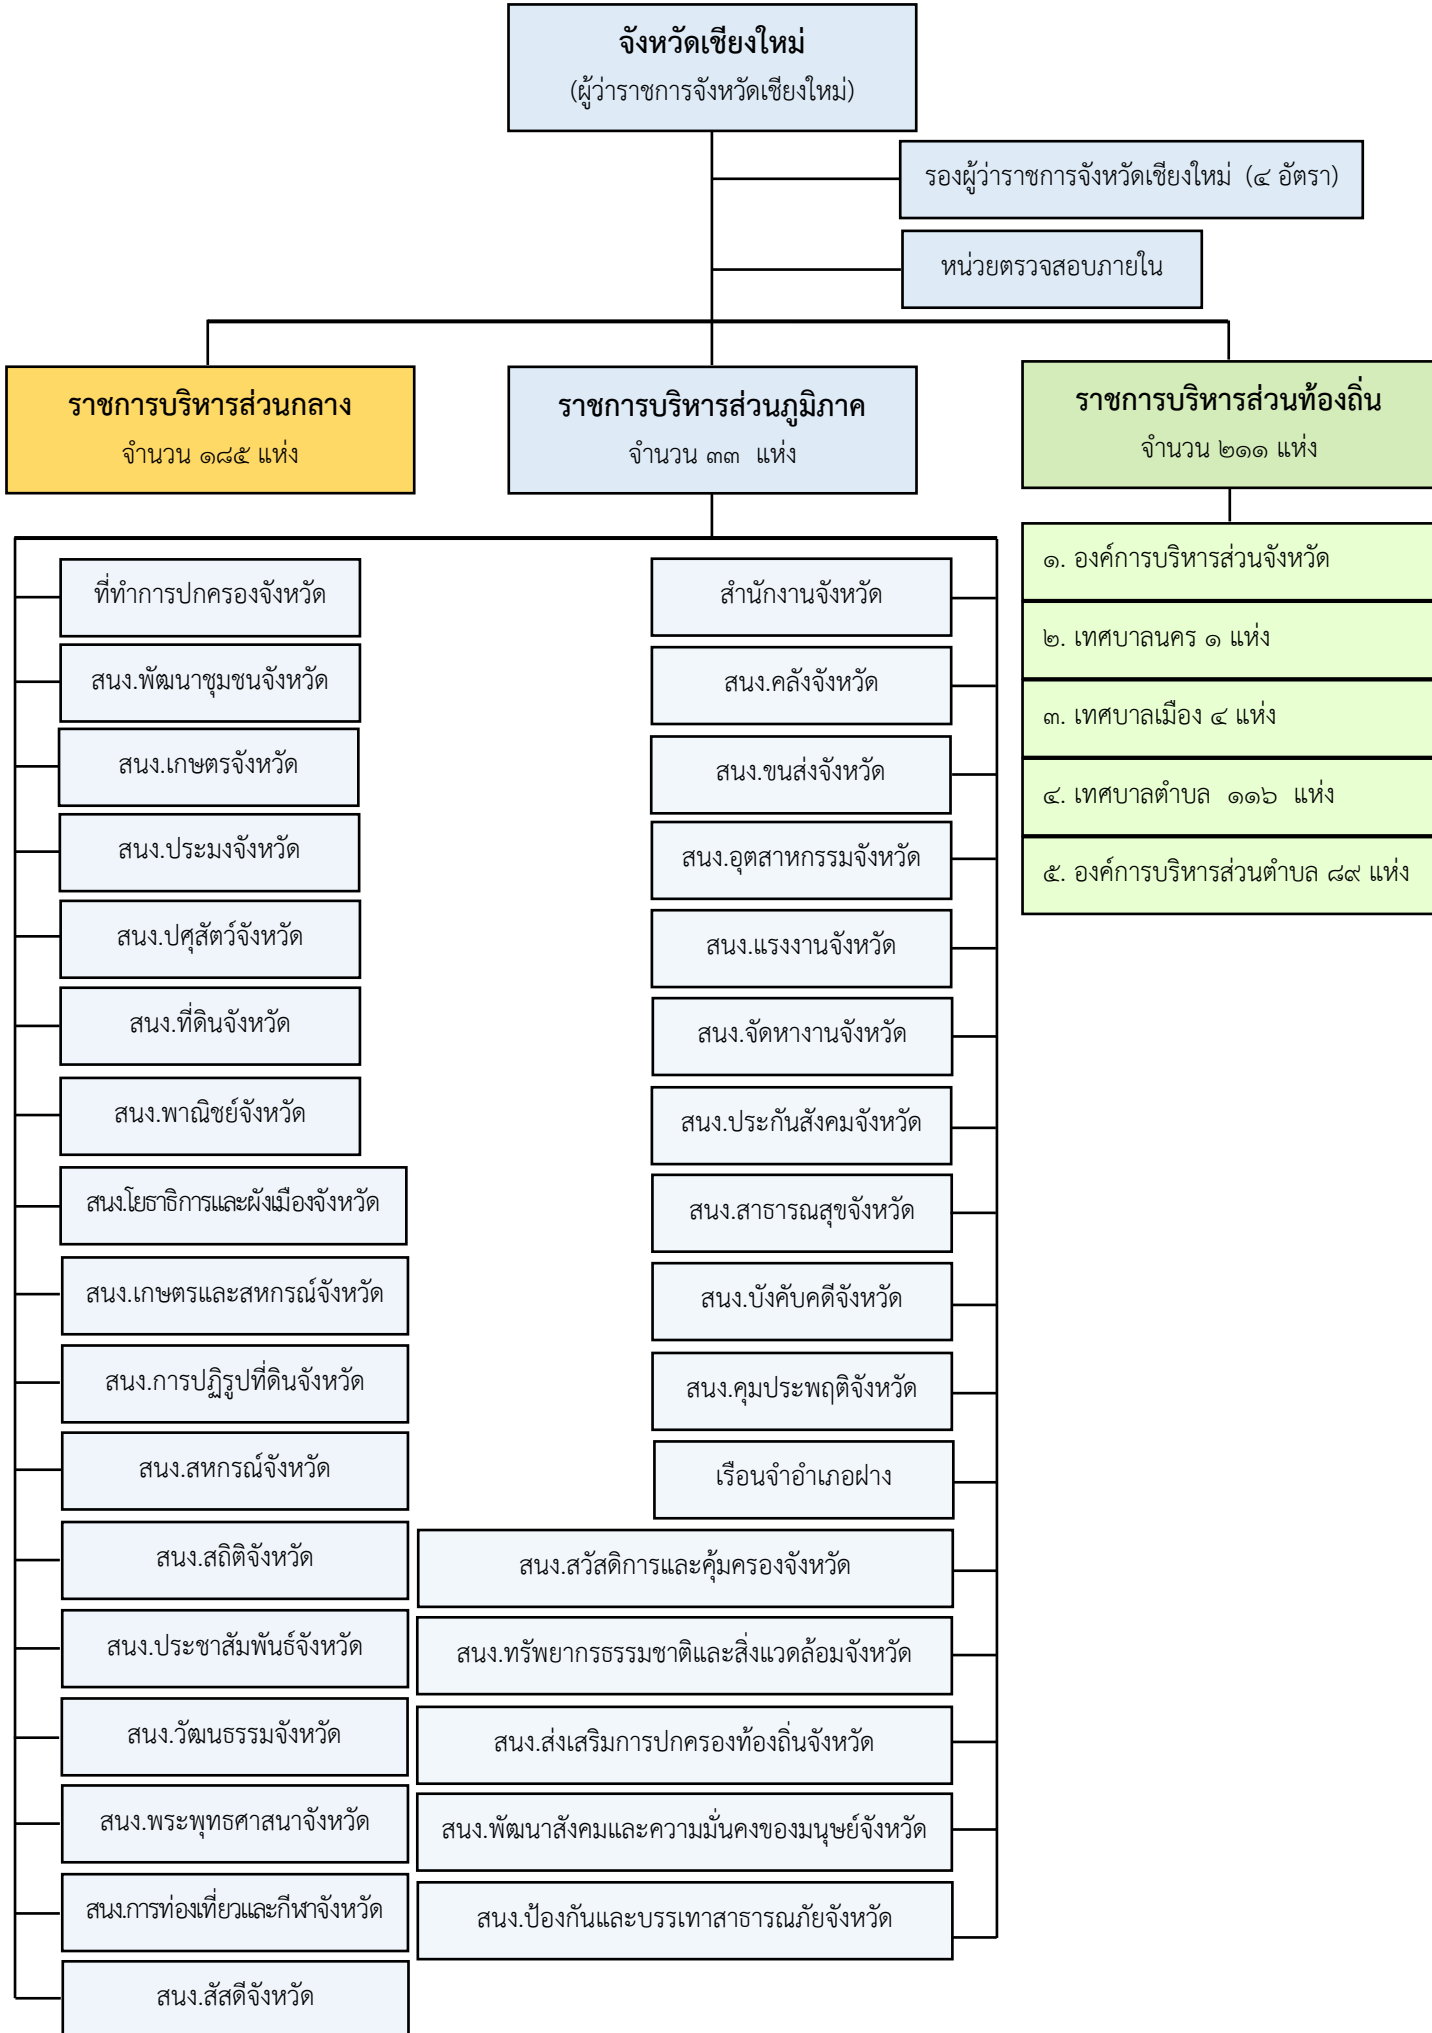 จังหวัดเชียงใหม่
(ผู้ว่าราชการจังหวัดเชียงใหม่)
รองผู้ว่าราชการจังหวัดเชียงใหม่ (๔ อัตรา)
หน่วยตรวจสอบภายใน
ราชการบริหารส่วนกลาง
จำนวน ๑๘๕ แห่ง
ราชการบริหารส่วนภูมิภาค
จำนวน ๓๓ แห่ง
ราชการบริหารส่วนท้องถิ่น
จำนวน ๒๑๑ แห่ง
ที่ทำการปกครองจังหวัด
สนง.พัฒนาชุมชนจังหวัด
สนง.เกษตรจังหวัด
สนง.ประมงจังหวัด
สนง.ปศุสัตว์จังหวัด
สนง.ที่ดินจังหวัด
สนง.พาณิชย์จังหวัด
สนง.โยธาธิการและผังเมืองจังหวัด
สนง.เกษตรและสหกรณ์จังหวัด
สนง.การปฏิรูปที่ดินจังหวัด
สนง.สหกรณ์จังหวัด
สนง.สถิติจังหวัด
สนง.ประชาสัมพันธ์จังหวัด
สนง.วัฒนธรรมจังหวัด
สนง.พระพุทธศาสนาจังหวัด
สนง.การท่องเที่ยวและกีฬาจังหวัด
สนง.สัสดีจังหวัด
สำนักงานจังหวัด
สนง.คลังจังหวัด
สนง.ขนส่งจังหวัด
สนง.อุตสาหกรรมจังหวัด
สนง.แรงงานจังหวัด
สนง.จัดหางานจังหวัด
สนง.ประกันสังคมจังหวัด
สนง.สาธารณสุขจังหวัด
สนง.บังคับคดีจังหวัด
สนง.คุมประพฤติจังหวัด
เรือนจำอำเภอฝาง
สนง.สวัสดิการและคุ้มครองจังหวัด
สนง.ทรัพยากรธรรมชาติและสิ่งแวดล้อมจังหวัด
สนง.ส่งเสริมการปกครองท้องถิ่นจังหวัด
สนง.พัฒนาสังคมและความมั่นคงของมนุษย์จังหวัด
สนง.ป้องกันและบรรเทาสาธารณภัยจังหวัด
๑. องค์การบริหารส่วนจังหวัด
๒. เทศบาลนคร ๑ แห่ง
๓. เทศบาลเมือง ๔ แห่ง
๔. เทศบาลตำบล ๑๑๖ แห่ง
๕. องค์การบริหารส่วนตำบล ๘๙ แห่ง